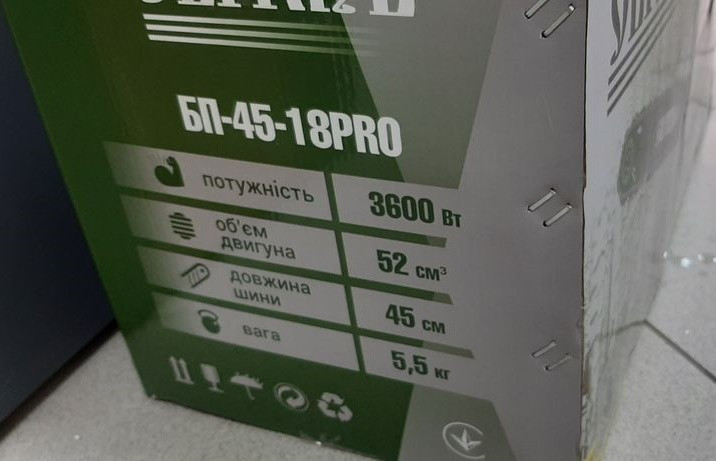 БП-45-18PRO
потужність 3600 Вт
об'єм
двигуна 52 см³
довжина
шини 45 см
вага 5,5 кг